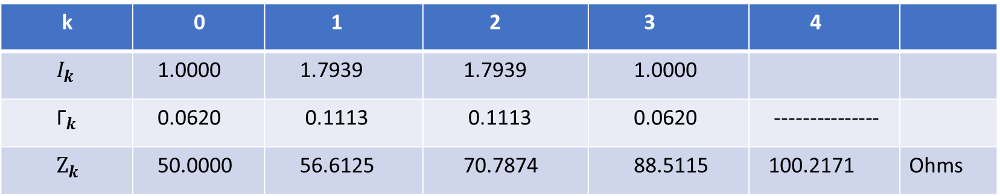 k 0 1 2 3 4
I_k 1.0000 1.7939 1.7939 1.0000
Γ_k 0.0620 0.1113 0.1113 0.0620 ---------------
Z_k 50.0000 56.6125 70.7874 88.5115 100.2171 Ohms